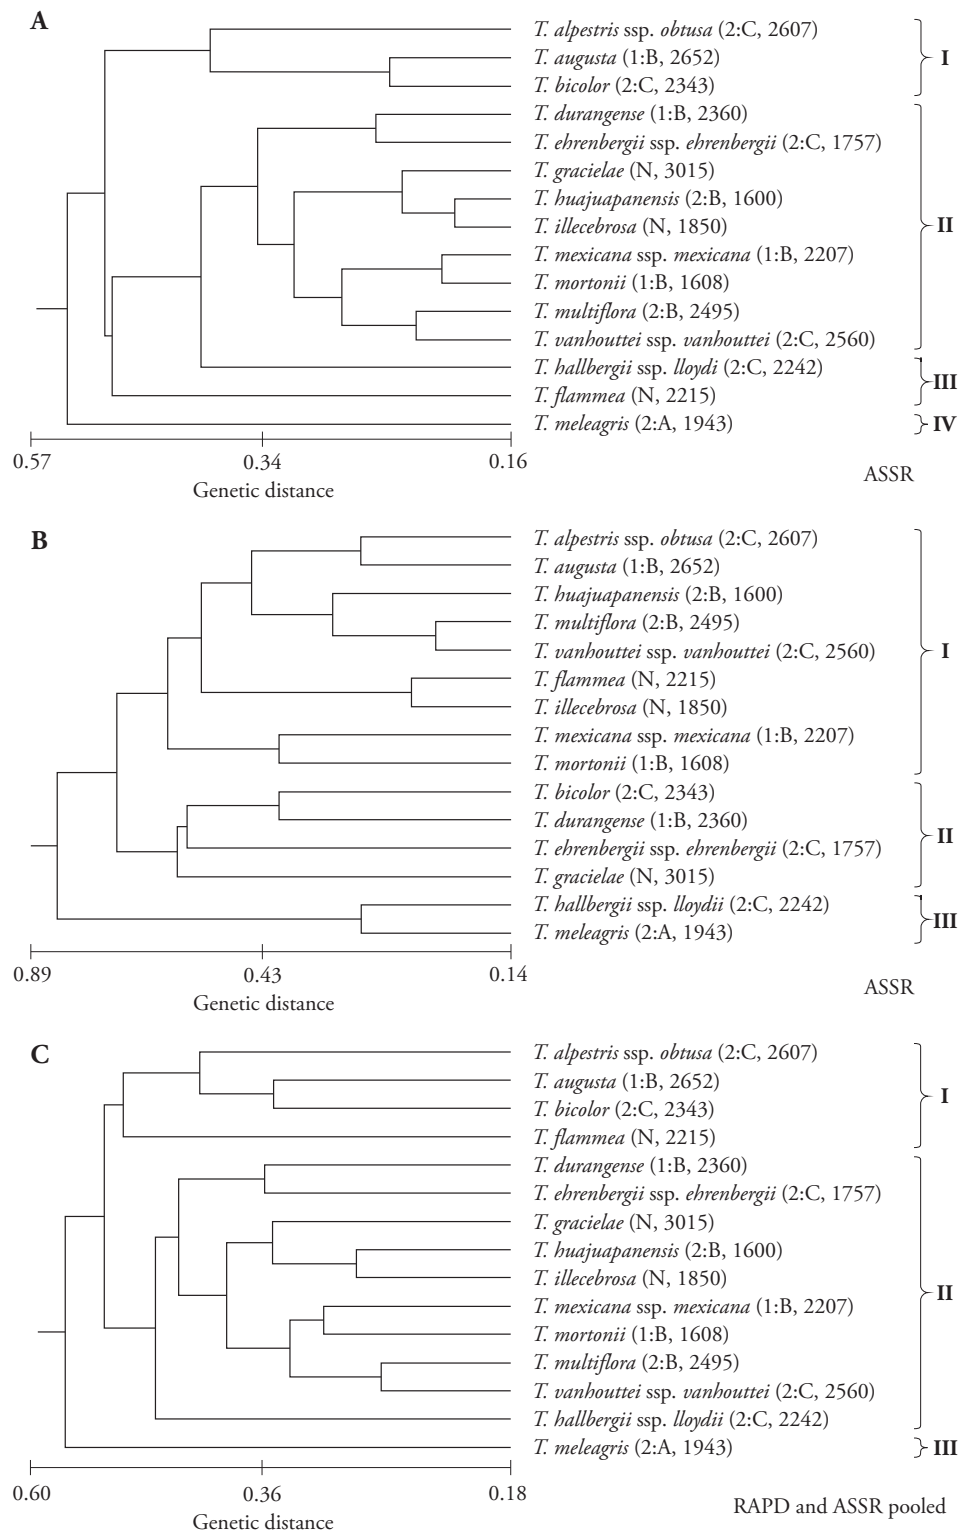 A
T. alpestris ssp. obtusa (2:C, 2607)
T. augusta (1:B, 2652)
T. bicolor (2:C, 2343)
I
T. durangense (1:B, 2360)
T. ehrenbergii ssp. ehrenbergii (2:C, 1757)
T. gracielae (N, 3015)
T. huajuapanensis (2:B, 1600)
T. illecebrosa (N, 1850)
T. mexicana ssp. mexicana (1:B, 2207)
T. mortonii (1:B, 1608)
T. multiflora (2:B, 2495)
T. vanhouttei ssp. vanhouttei (2:C, 2560)
II
T. hallbergii ssp. lloydi (2:C, 2242)
T. flammea (N, 2215)
III
T. meleagris (2:A, 1943)
IV
0.57 0.34 0.16
Genetic distance
ASSR
B
T. alpestris ssp. obtusa (2:C, 2607)
T. augusta (1:B, 2652)
T. huajuapanensis (2:B, 1600)
T. multiflora (2:B, 2495)
T. vanhouttei ssp. vanhouttei (2:C, 2560)
T. flammea (N, 2215)
T. illecebrosa (N, 1850)
T. mexicana ssp. mexicana (1:B, 2207)
T. mortonii (1:B, 1608)
I
T. bicolor (2:C, 2343)
T. durangense (1:B, 2360)
T. ehrenbergii ssp. ehrenbergii (2:C, 1757)
T. gracielae (N, 3015)
II
T. hallbergii ssp. lloydii (2:C, 2242)
T. meleagris (2:A, 1943)
III
0.89 0.43 0.14
Genetic distance
ASSR
C
T. alpestris ssp. obtusa (2:C, 2607)
T. augusta (1:B, 2652)
T. bicolor (2:C, 2343)
T. flammea (N, 2215)
I
T. durangense (1:B, 2360)
T. ehrenbergii ssp. ehrenbergii (2:C, 1757)
T. gracielae (N, 3015)
T. huajuapanensis (2:B, 1600)
T. illecebrosa (N, 1850)
T. mexicana ssp. mexicana (1:B, 2207)
T. mortonii (1:B, 1608)
T. multiflora (2:B, 2495)
T. vanhouttei ssp. vanhouttei (2:C, 2560)
T. hallbergii ssp. lloydii (2:C, 2242)
II
T. meleagris (2:A, 1943)
III
0.60 0.36 0.18
Genetic distance
RAPD and ASSR pooled